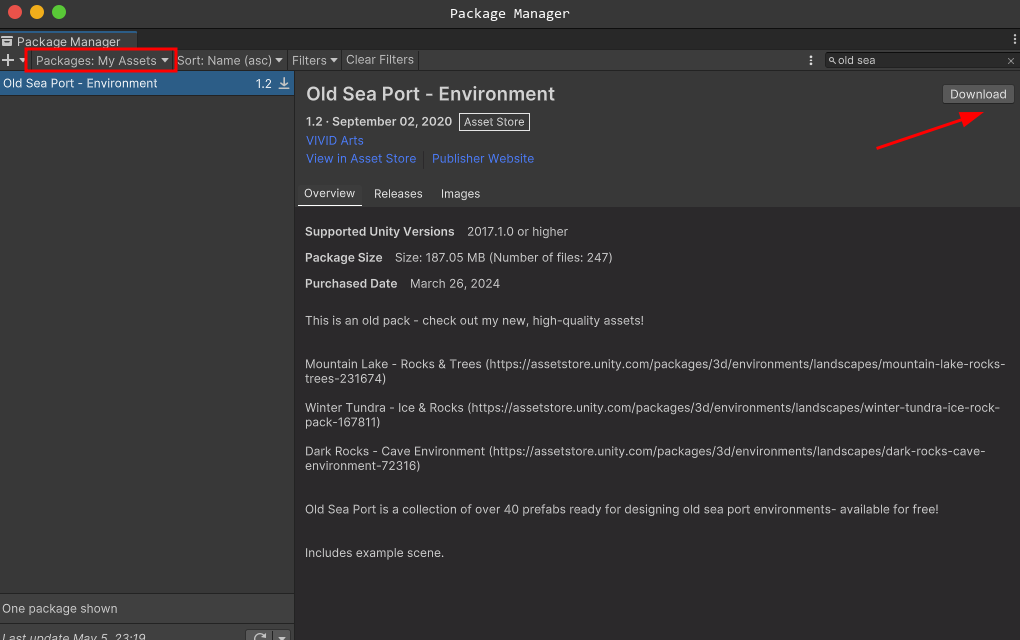 Package Manager
Package Manager
Packages: My Assets Sort: Name (asc) Filters Clear Filters old sea
Old Sea Port - Environment 1.2
Old Sea Port - Environment
Download
1.2 · September 02, 2020 Asset Store
VIVID Arts
View in Asset Store Publisher Website
Overview Releases Images
Supported Unity Versions 2017.1.0 or higher
Package Size Size: 187.05 MB (Number of files: 247)
Purchased Date March 26, 2024
This is an old pack - check out my new, high-quality assets!
Mountain Lake - Rocks & Trees (https://assetstore.unity.com/packages/3d/environments/landscapes/mountain-lake-rocks-
trees-231674)
Winter Tundra - Ice & Rocks (https://assetstore.unity.com/packages/3d/environments/landscapes/winter-tundra-ice-rock-
pack-167811)
Dark Rocks - Cave Environment (https://assetstore.unity.com/packages/3d/environments/landscapes/dark-rocks-cave-
environment-72316)
Old Sea Port is a collection of over 40 prefabs ready for designing old sea port environments- available for free!
Includes example scene.
One package shown
Last update May 5, 23:19